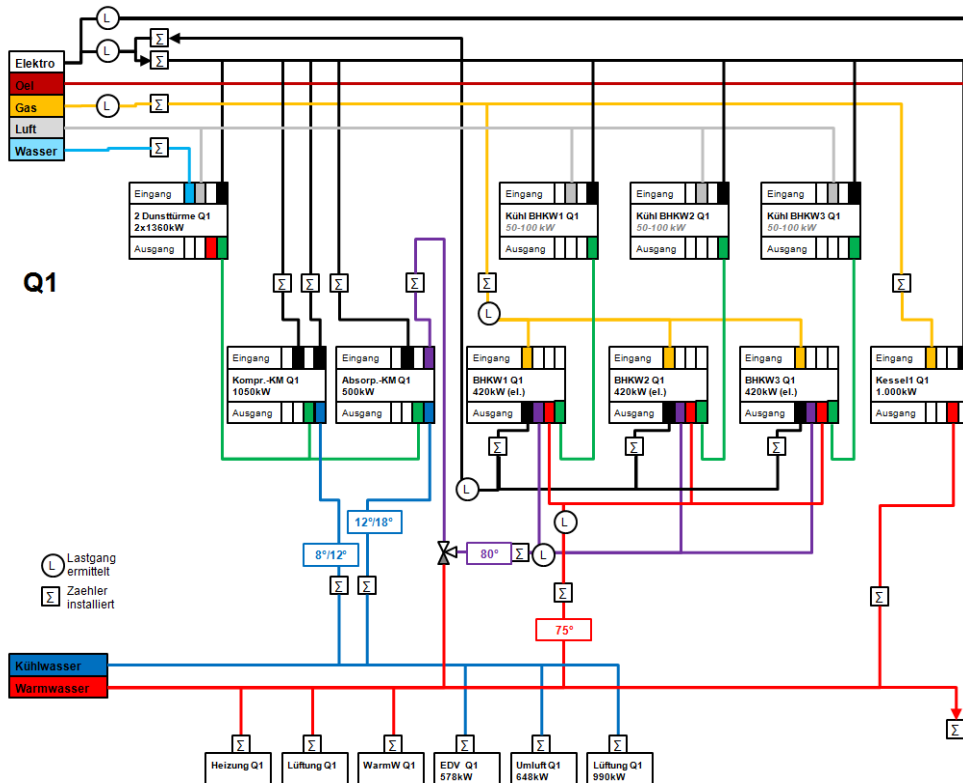 L
L
Σ
Σ
Elektro
Oel
Gas
L
Σ
Luft
Wasser
Σ
Eingang
2 Dunsttürme Q1
2x1360kW
Ausgang
Eingang
Kühl BHKW1 Q1
50-100 kW
Ausgang
Eingang
Kühl BHKW2 Q1
50-100 kW
Ausgang
Eingang
Kühl BHKW3 Q1
50-100 kW
Ausgang
Q1
Σ
Σ
Σ
Σ
Σ
Σ
L
Eingang
Kompr.-KM Q1
1050kW
Ausgang
Eingang
Absorp.-KM Q1
500kW
Ausgang
Eingang
BHKW1 Q1
420kW (el.)
Ausgang
Eingang
BHKW2 Q1
420kW (el.)
Ausgang
Eingang
BHKW3 Q1
420kW (el.)
Ausgang
Eingang
Kessel1 Q1
1.000kW
Ausgang
Σ
Σ
Σ
L
12°/18°
L
8°/12°
80°
Σ
L
L
Lastgang
ermittelt
Σ
Zaehler
installiert
Σ
Σ
Σ
Σ
75°
Kühlwasser
Warmwasser
Σ
Σ
Σ
Σ
Σ
Σ
Σ
Heizung Q1
Lüftung Q1
WarmW Q1
EDV Q1
578kW
Umluft Q1
648kW
Lüftung Q1
990kW